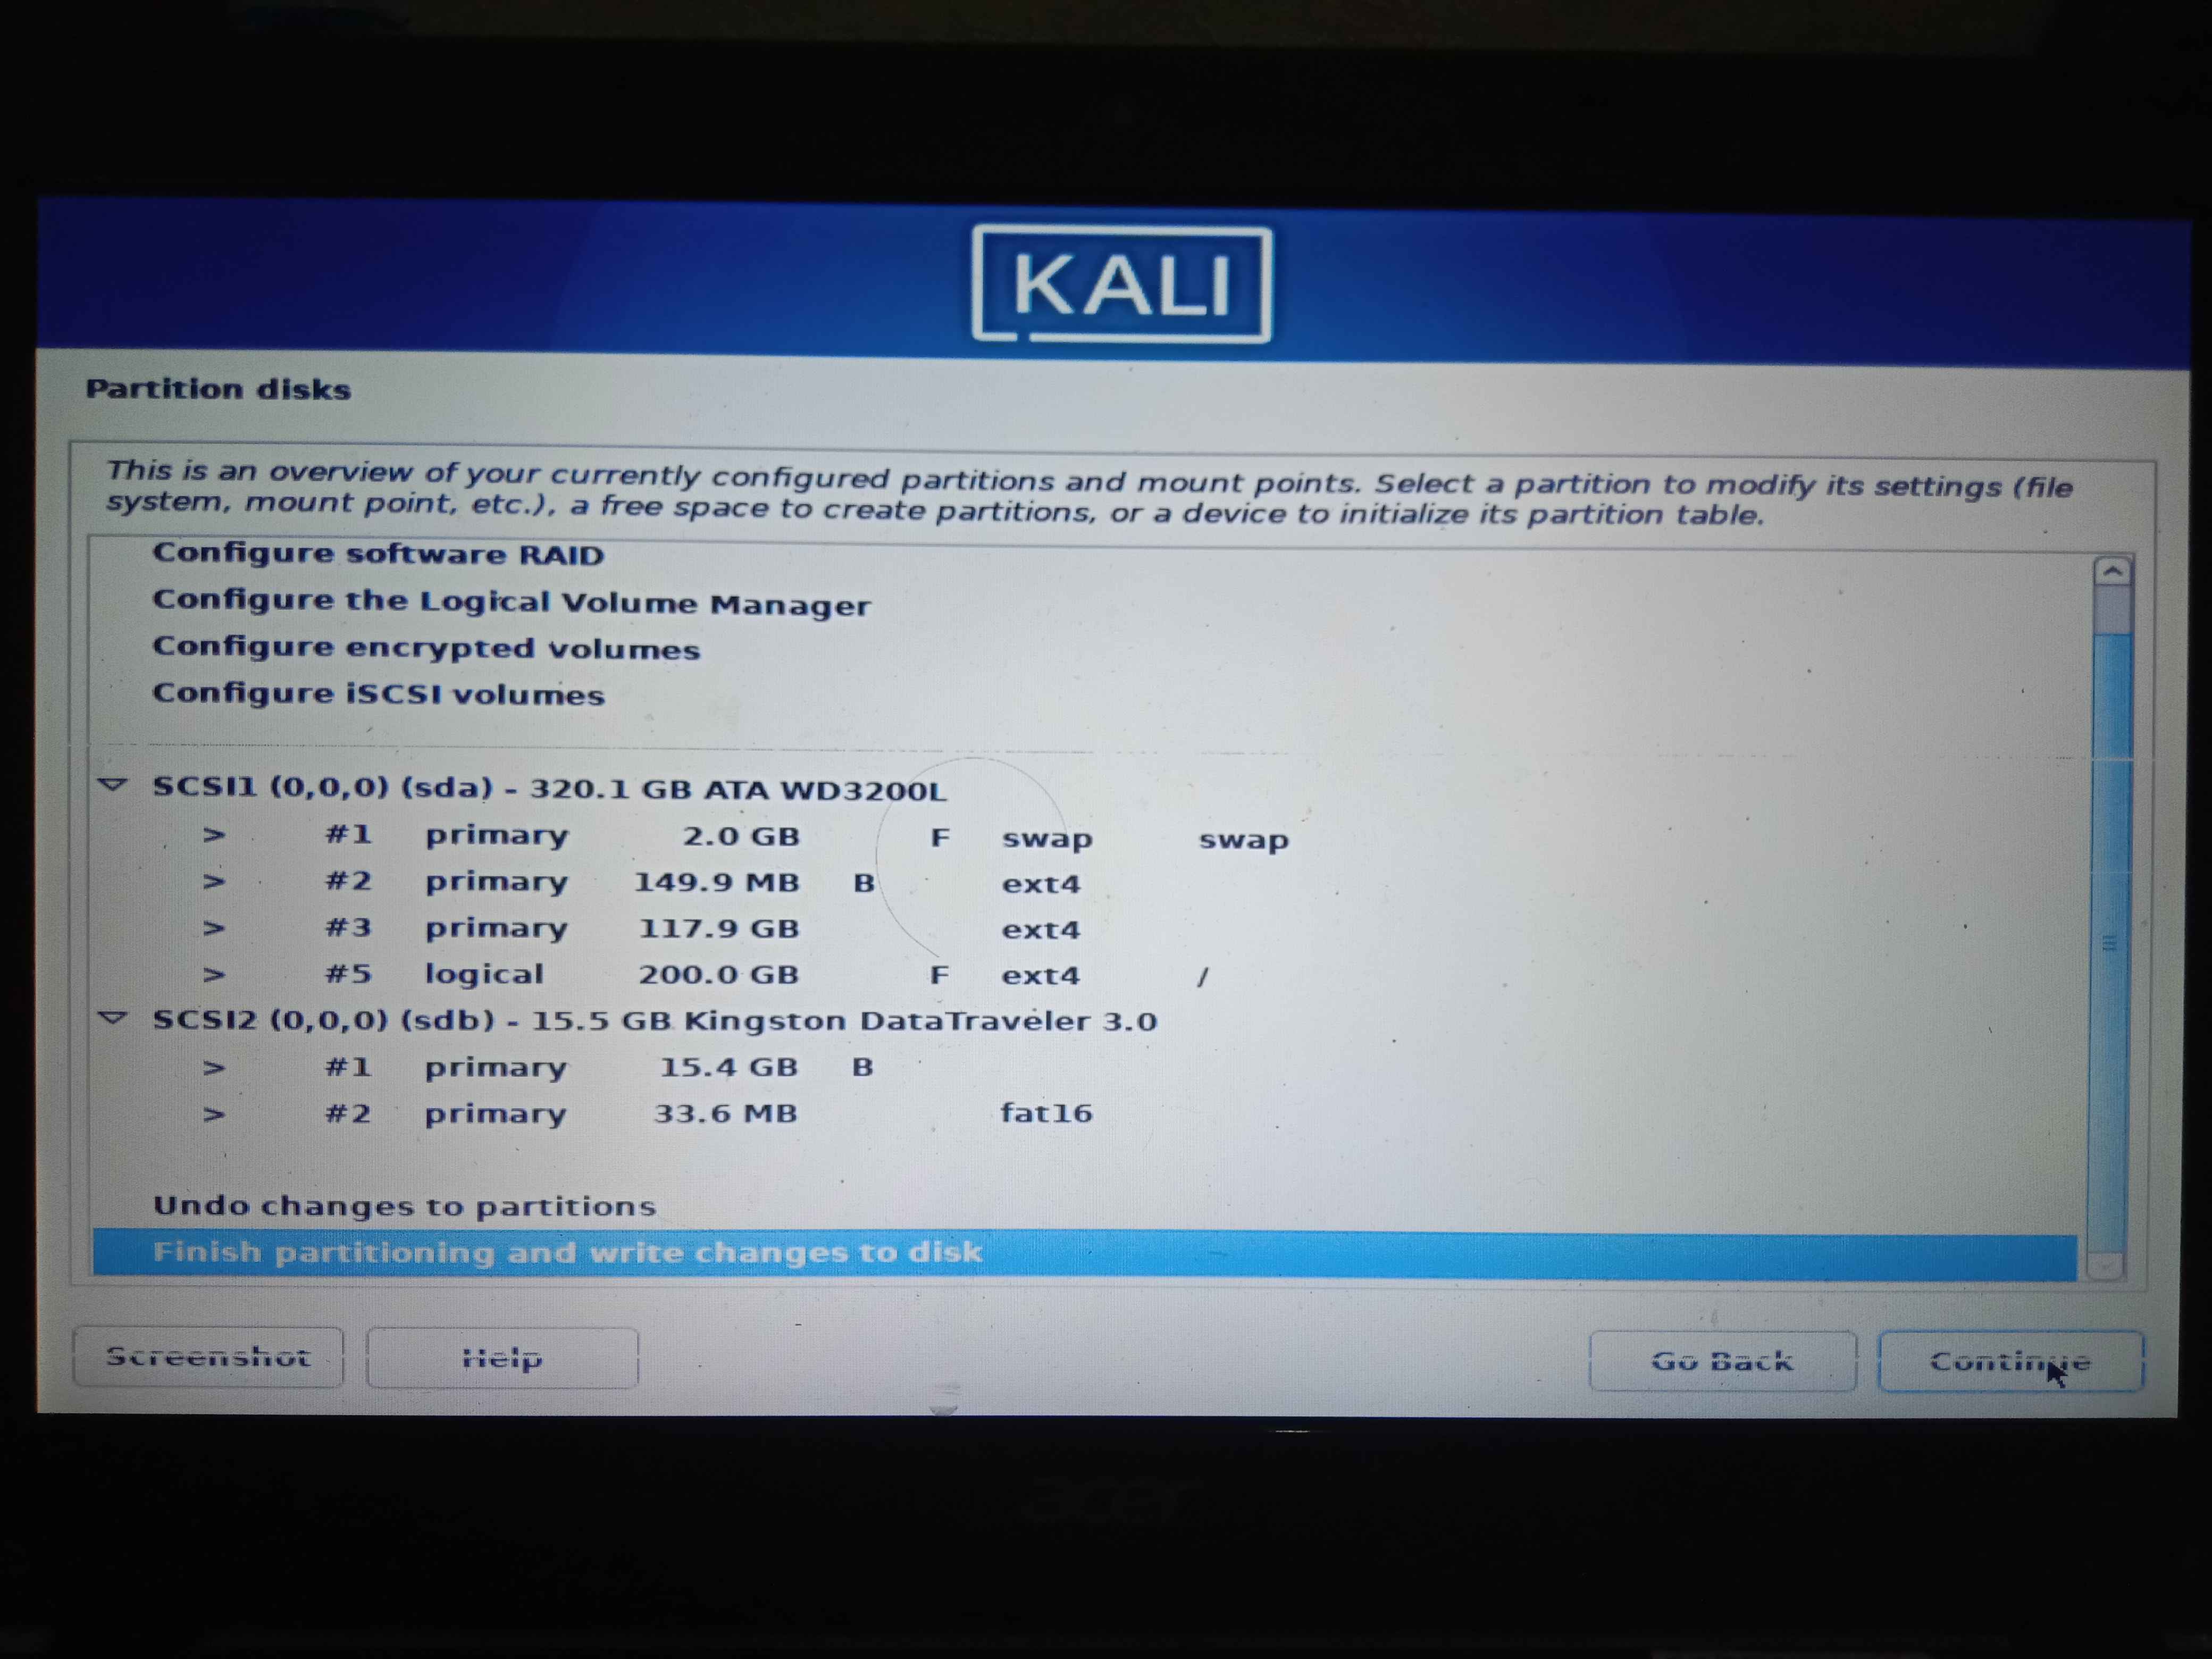 KALI
Partition disks
This is an overview of your currently configured partitions and mount points. Select a partition to modify its settings (file
system, mount point, etc.), a free space to create partitions, or a device to initialize its partition table.
Configure software RAID
Configure the Logical Volume Manager
Configure encrypted volumes
Configure iSCSI volumes
SCSI1 (0,0,0) (sda) - 320.1 GB ATA WD3200L
> #1 primary 2.0 GB F swap swap
> #2 primary 149.9 MB B ext4
> #3 primary 117.9 GB ext4
> #5 logical 200.0 GB F ext4 /
SCSI2 (0,0,0) (sdb) - 15.5 GB Kingston DataTraveler 3.0
> #1 primary 15.4 GB B
> #2 primary 33.6 MB fat16
Undo changes to partitions
Finish partitioning and write changes to disk
Screenshot Help Go Back Continue
acer